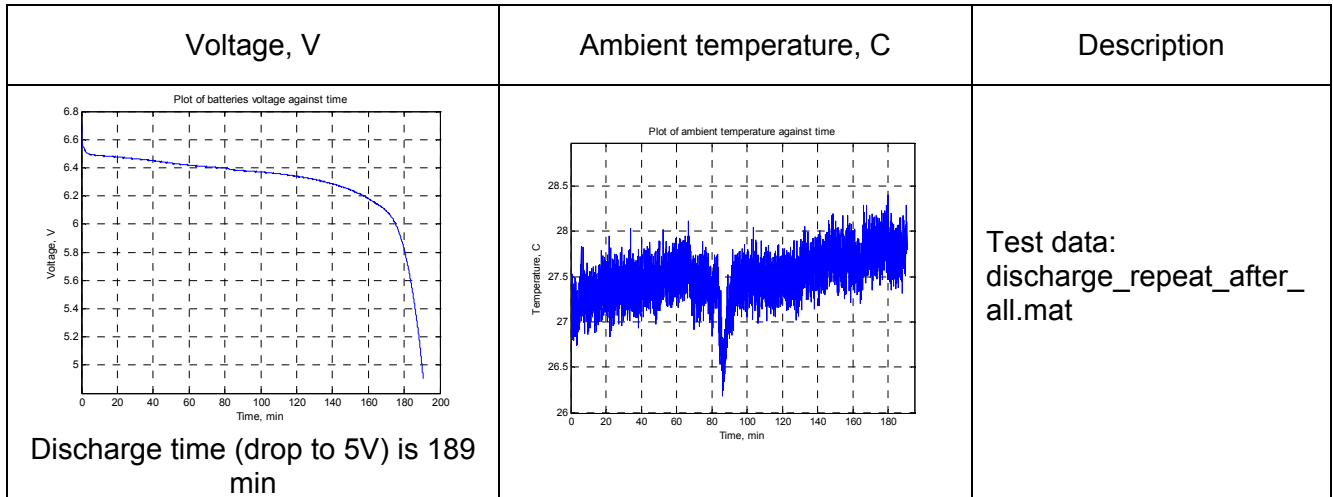 Voltage, V
Ambient temperature, C
Description
Plot of batteries voltage against time
6.8
6.6
6.4
6.2
6
5.8
5.6
5.4
5.2
5
Voltage, V
0 20 40 60 80 100 120 140 160 180 200
Time, min
Discharge time (drop to 5V) is 189
min
Plot of ambient temperature against time
28.5
28
27.5
27
26.5
26
Temperature, C
0 20 40 60 80 100 120 140 160 180
Time, min
Test data:
discharge_repeat_after_
all.mat